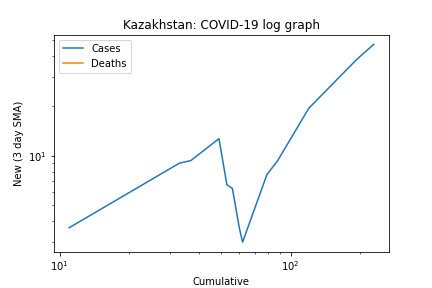 Kazakhstan: COVID-19 log graph
Cases
Deaths
New (3 day SMA)
10¹
10¹
10²
Cumulative